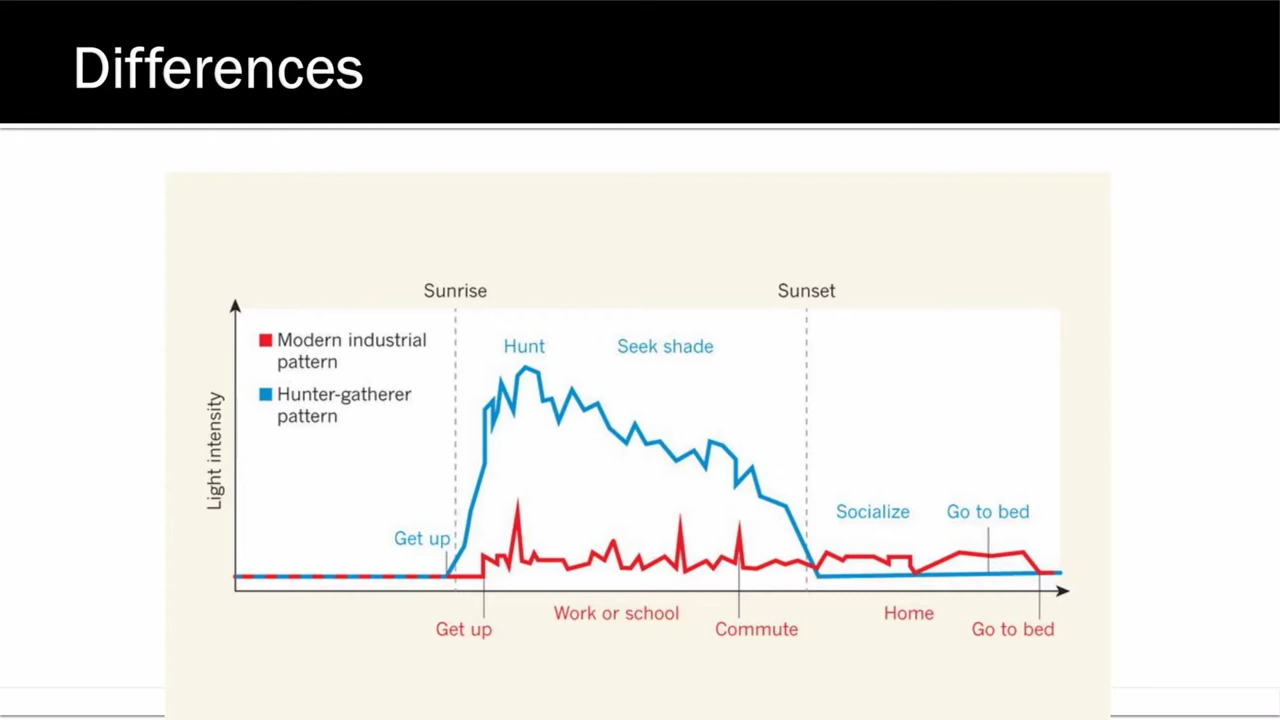 Differences
Sunrise
Sunset
Modern industrial
pattern
Hunter-gatherer
pattern
Hunt
Seek shade
Light intensity
Get up
Socialize
Go to bed
Work or school
Home
Get up
Commute
Go to bed